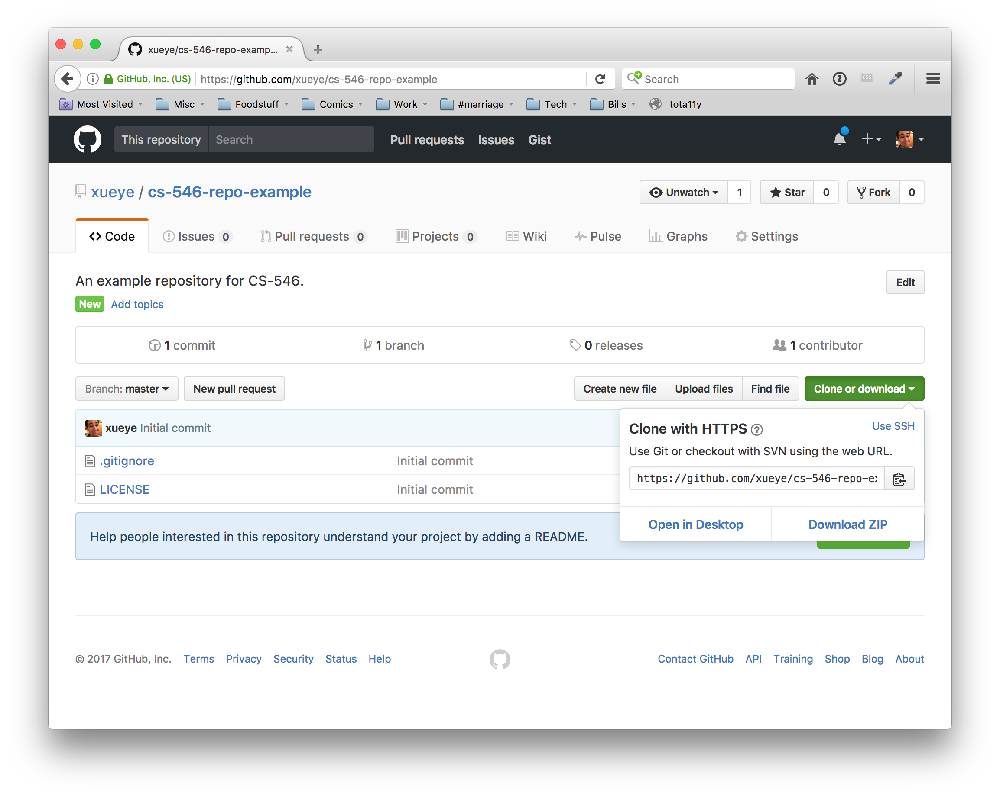 xueye/cs-546-repo-examp...
GitHub, Inc. (US) https://github.com/xueye/cs-546-repo-example Search CSS
Most Visited Misc Foodstuff Comics Work #marriage Tech Bills tota11y
This repository Search Pull requests Issues Gist
xueye / cs-546-repo-example Unwatch 1 Star 0 Fork 0
Code Issues 0 Pull requests 0 Projects 0 Wiki Pulse Graphs Settings
An example repository for CS-546. Edit
New Add topics
1 commit 1 branch 0 releases 1 contributor
Branch: master New pull request Create new file Upload files Find file Clone or download
xueye Initial commit
.gitignore Initial commit
LICENSE Initial commit
Clone with HTTPS Use SSH
Use Git or checkout with SVN using the web URL.
https://github.com/xueye/cs-546-repo-ex
Open in Desktop Download ZIP
Help people interested in this repository understand your project by adding a README.
© 2017 GitHub, Inc. Terms Privacy Security Status Help Contact GitHub API Training Shop Blog About